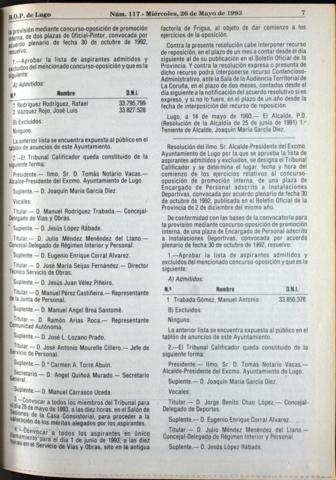 B.O.P. de Lugo
Núm. 117 - Miércoles, 26 de Mayo de 1993
7
la provisión mediante concurso-oposición de promoción
interna, de dos plazas de Oficial-Pintor, convocada por
acuerdo plenario de fecha 30 de octubre de 1992,
resuelvo:
1.—Aprobar la lista de aspirantes admitidos y
excluidos del mencionado concurso-oposición y que es la
siguiente:
A) Admitidos:
N.º Nombre D.N.I.
1 Rodríguez Rodríguez, Rafael 33.795.799
2 Vázquez Rojo, José Luis 33.827.528
B) Excluidos:
Ninguno.
La anterior lista se encuentra expuesta al público en el
tablón de anuncios de este Ayuntamiento.
2.—El Tribunal Calificador queda constituido de la
siguiente forma:
Presidente — Ilmo. Sr. D. Tomás Notario Vacas.—
Alcalde-Presidente del Excmo. Ayuntamiento de Lugo.
Suplente.— D. Joaquín María García Díez.
Vocales:
Titular.— D. Manuel Rodríguez Trabada.— Concejal-
Delegado de Vías y Obras.
Suplente.— D. Jesús López Rábade.
Titular.— D. Julio Méndez Menéndez del Llano.—
Concejal-Delegado de Régimen Interior y Personal.
Suplente.— D. Eugenio Enrique Corral Alvarez.
Titular.— D. José María Seijas Fernández.— Director
Técnico Servicio de Obras.
Suplente.— D. Jesús Juan Vélez Piñeiro.
Titular.— D. Manuel Pérez Castiñeira.— Representante
de la Junta de Personal.
Suplente.— D. Manuel Angel Brea Santomé.
Titular.— D. Ramón Arias Roca.— Representante
Comunidad Autónoma.
Suplente.— D. José L. Lozano Prado.
Titular.— D. José Antonio Mourelle Cillero.— Jefe de
Servicio de Personal.
Suplente.— D.ª Carmen A. Torre Abuín.
Secretario.— D. Angel Quiñoá Murado.— Secretario
General.
Suplente.— D. Manuel Carrasco Úceda.
3.—Convocar a todos los miembros del Tribunal para
el día 28 de mayo de 1993, a las diez horas, en el Salón de
Sesiones de la Casa Consistorial, para proceder a la
valoración de los méritos alegados por los aspirantes.
4.—Convocar a todos los aspirantes en único
llamamiento para el día 1 de junio de 1993, a las diez
horas en el Servicio de Vías y Obras, sito en la antigua
factoría de Frigsa, al objeto de dar comienzo a los
ejercicios de la oposición.
Contra la presente resolución cabe interponer recurso
de reposición, en el plazo de un mes a contar desde el día
siguiente al de su publicación en el Boletín Oficial de la
Provincia. Y contra la resolución expresa o presunta de
dicho recurso podrá interponerse recurso Contencioso-
Administrativo, ante la Sala de la Audiencia Territorial de
La Coruña, en el plazo de dos meses, contados desde el
día siguiente a la notificación del acuerdo resolutivo si es
expreso, y si no lo fuere, en el plazo de un año desde la
fecha de interposición del recurso de reposición.
Lugo, a 14 de mayo de 1993.— El Alcalde, P.D.
(Resolución de la Alcaldía de 25 de junio de 1991) 1.º
Teniente de Alcalde, Joaquín María García Díez.
Resolución del Ilmo. Sr. Alcalde-Presidente del Excmo.
Ayuntamiento de Lugo por la que se aprueba la lista de
aspirantes admitidos y excluidos, se designa el Tribunal
Calificador y se determina el lugar, fecha y hora del
comienzo de los ejercicios relativos al concurso-
oposición de promoción interna, de una plaza de
Encargado de Personal adscrito a Instalaciones
Deportivas, convocada por acuerdo plenario de fecha 30
de octubre de 1992, publicada en el Boletín Oficial de la
Provincia de 2 de diciembre del mismo año.
De conformidad con las bases de la convocatoria para
la provisión mediante concurso-oposición de promoción
interna, de una plaza de Encargado de Personal adscrito
a Instalaciones Deportivas, convocada por acuerdo
plenario de fecha 30 de octubre de 1992, resuelvo:
1.—Aprobar la lista de aspirantes admitidos y
excluidos del mencionado concurso-oposición y que es la
siguiente:
A) Admitidos:
N.º Nombre D.N.I.
1 Trabada Gómez, Manuel Antonio 33.850.376
B) Excluidos:
Ninguno.
La anterior lista se encuentra expuesta al público en el
tablón de anuncios de este Ayuntamiento.
2.—El Tribunal Calificador queda constituido de la
siguiente forma:
Presidente — Ilmo. Sr. D. Tomás Notario Vacas.—
Alcalde-Presidente del Excmo. Ayuntamiento de Lugo.
Suplente.— D. Joaquín María García Díez.
Vocales:
Titular.— D. Jorge Benito Chao López.— Concejal-
Delegado de Deportes.
Suplente.— D. Eugenio Enrique Corral Alvarez.
Titular.— D. Julio Méndez Menéndez del Llano.—
Concejal-Delegado de Régimen Interior y Personal.
Suplente.— D. Jesús López Rábade.